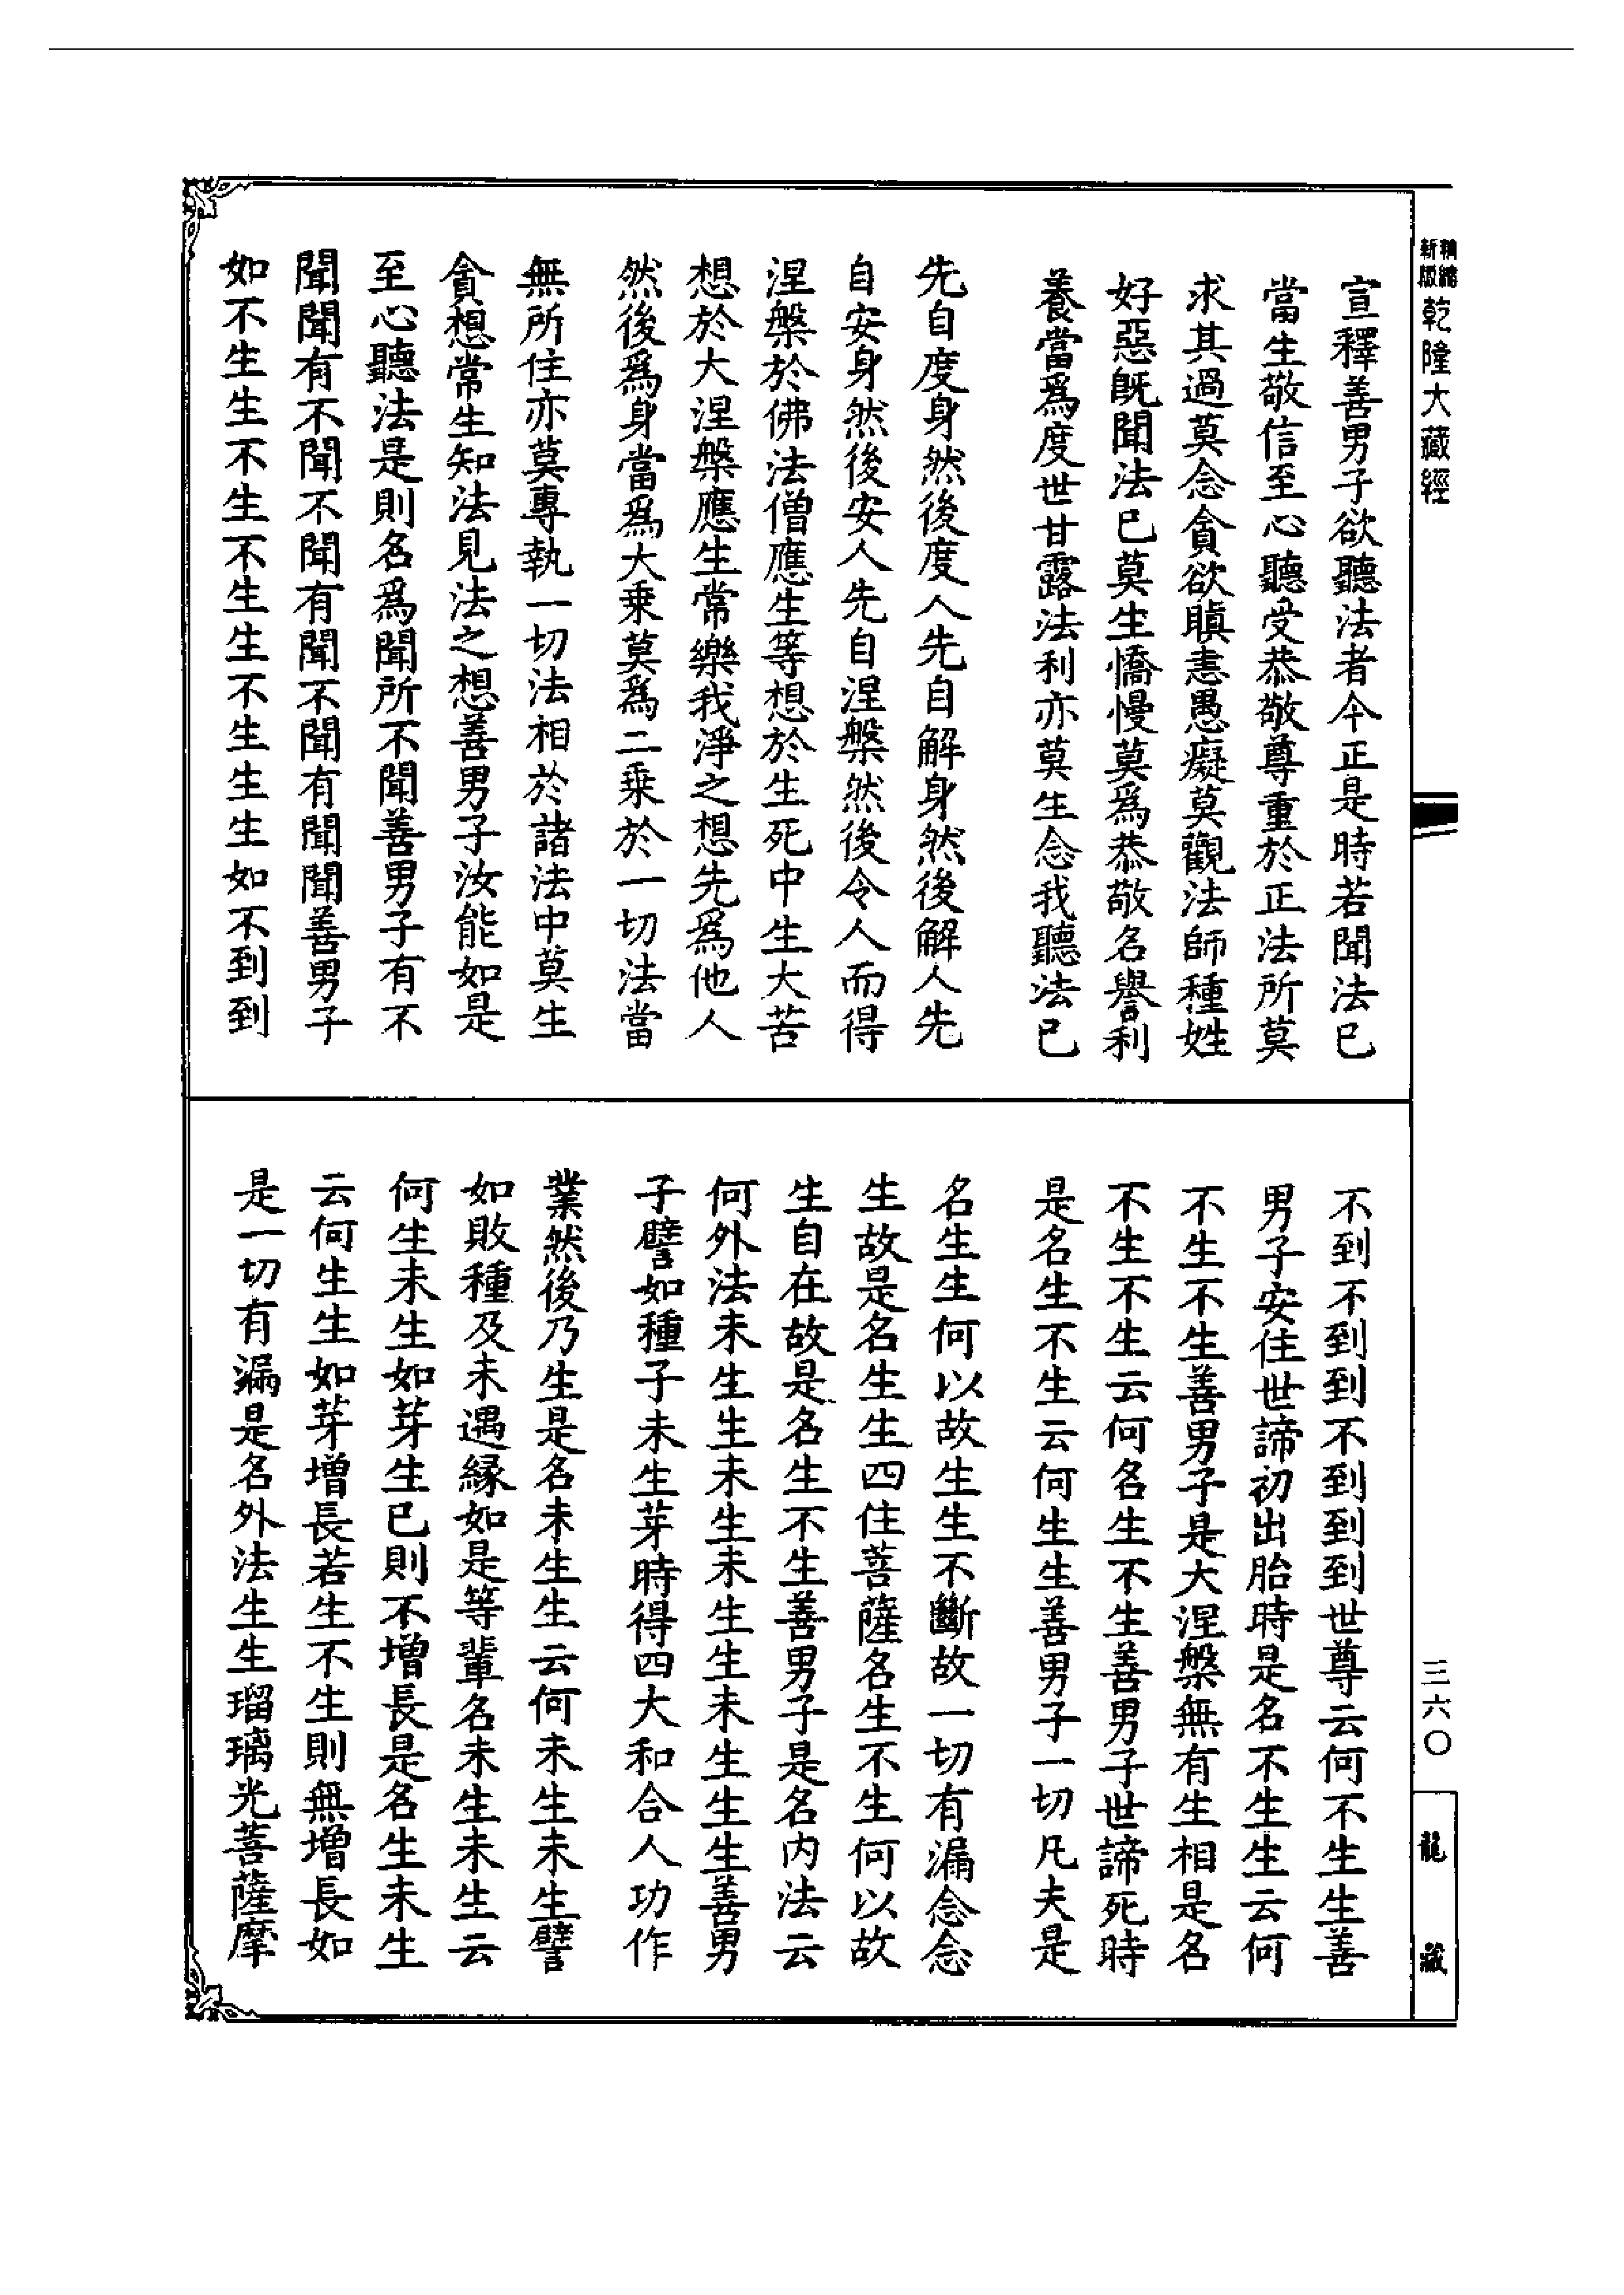 精縮新版乾隆大藏經
宣釋善男子欲聽法者今正是時若聞法已
當生敬信至心聽受恭敬尊重於正法所莫
求其過莫念貪欲瞋恚愚癡莫觀法師種姓
好惡既聞法已莫生憍慢莫爲恭敬名譽利
養當爲度世甘露法利亦莫生念我聽法已
先自度身然後度人先自解身然後解人先
自安身然後安人先自涅槃然後令人而得
涅槃於佛法僧應生等想於生死中生大苦
想於大涅槃應生常樂我淨之想先爲他人
然後爲身當爲大乗莫爲二乗於一切法當
無所住亦莫專執一切法相於諸法中莫生
貪想常生知法見法之想善男子汝能如是
至心聽法是則名爲聞所不聞善男子有不
聞聞有不聞不聞有聞不聞有聞聞善男子
如不生生不生不生生不生生生如不到到
不到不到到不到到到世尊云何不生生善
男子安住世諦初出胎時是名不生生云何
不生不生善男子是大涅槃無有生相是名
不生不生云何名生不生善男子世諦死時
是名生不生云何生生善男子一切凡夫是
名生生何以故生生不斷故一切有漏念念
生故是名生生四住菩薩名生不生何以故
生自在故是名生不生善男子是名内法云
何外法未生生未生未生生未生生生善男
子譬如種子未生芽時得四大和合人功作
業然後乃生是名未生生云何未生未生譬
如敗種及未遇緣如是等輩名未生未生云
何生未生如芽生已則不增長是名生未生
云何生生如芽增長若生不生則無增長如
是一切有漏是名外法生生瑠璃光菩薩摩
三六〇
龍藏